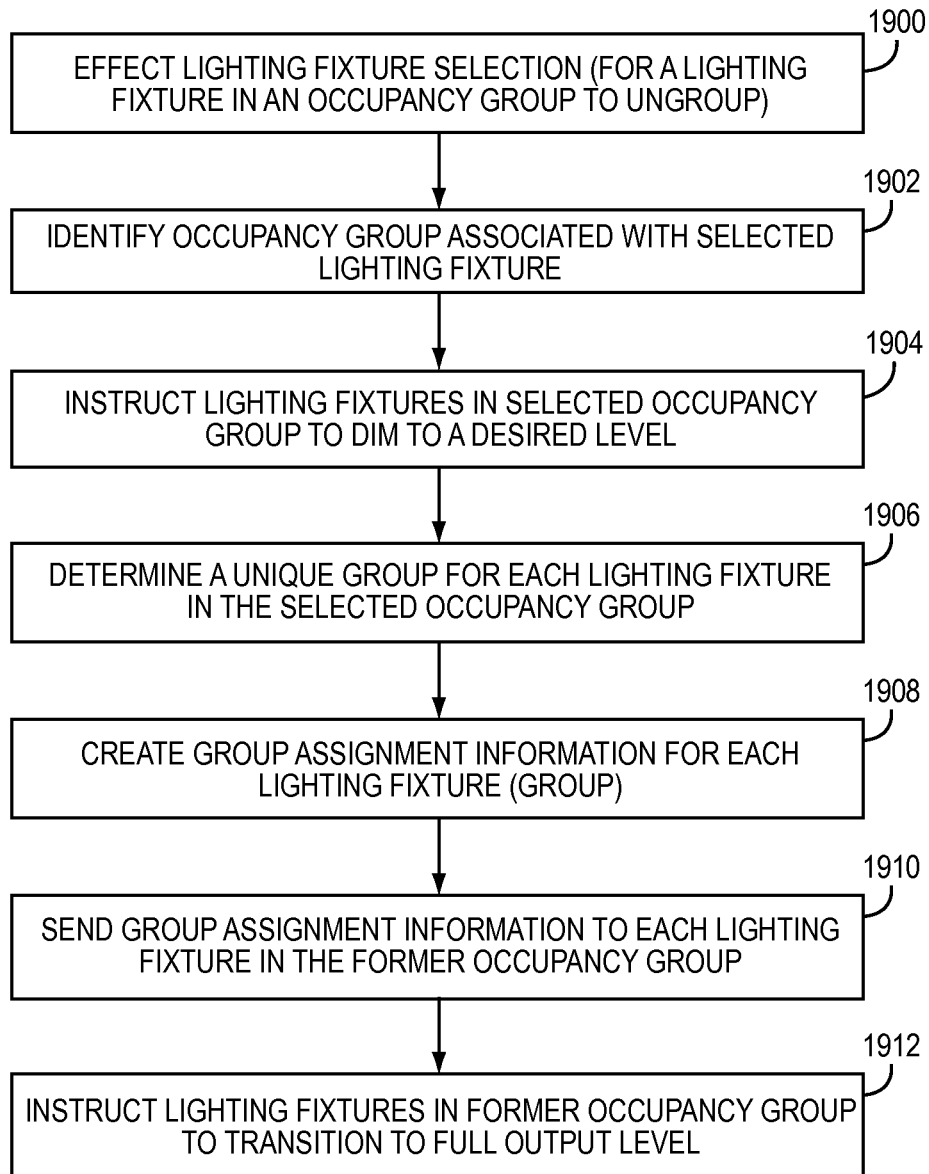 1900
EFFECT LIGHTING FIXTURE SELECTION (FOR A LIGHTING
FIXTURE IN AN OCCUPANCY GROUP TO UNGROUP)
1902
IDENTIFY OCCUPANCY GROUP ASSOCIATED WITH SELECTED
LIGHTING FIXTURE
1904
INSTRUCT LIGHTING FIXTURES IN SELECTED OCCUPANCY
GROUP TO DIM TO A DESIRED LEVEL
1906
DETERMINE A UNIQUE GROUP FOR EACH LIGHTING FIXTURE
IN THE SELECTED OCCUPANCY GROUP
1908
CREATE GROUP ASSIGNMENT INFORMATION FOR EACH
LIGHTING FIXTURE (GROUP)
1910
SEND GROUP ASSIGNMENT INFORMATION TO EACH LIGHTING
FIXTURE IN THE FORMER OCCUPANCY GROUP
1912
INSTRUCT LIGHTING FIXTURES IN FORMER OCCUPANCY GROUP
TO TRANSITION TO FULL OUTPUT LEVEL